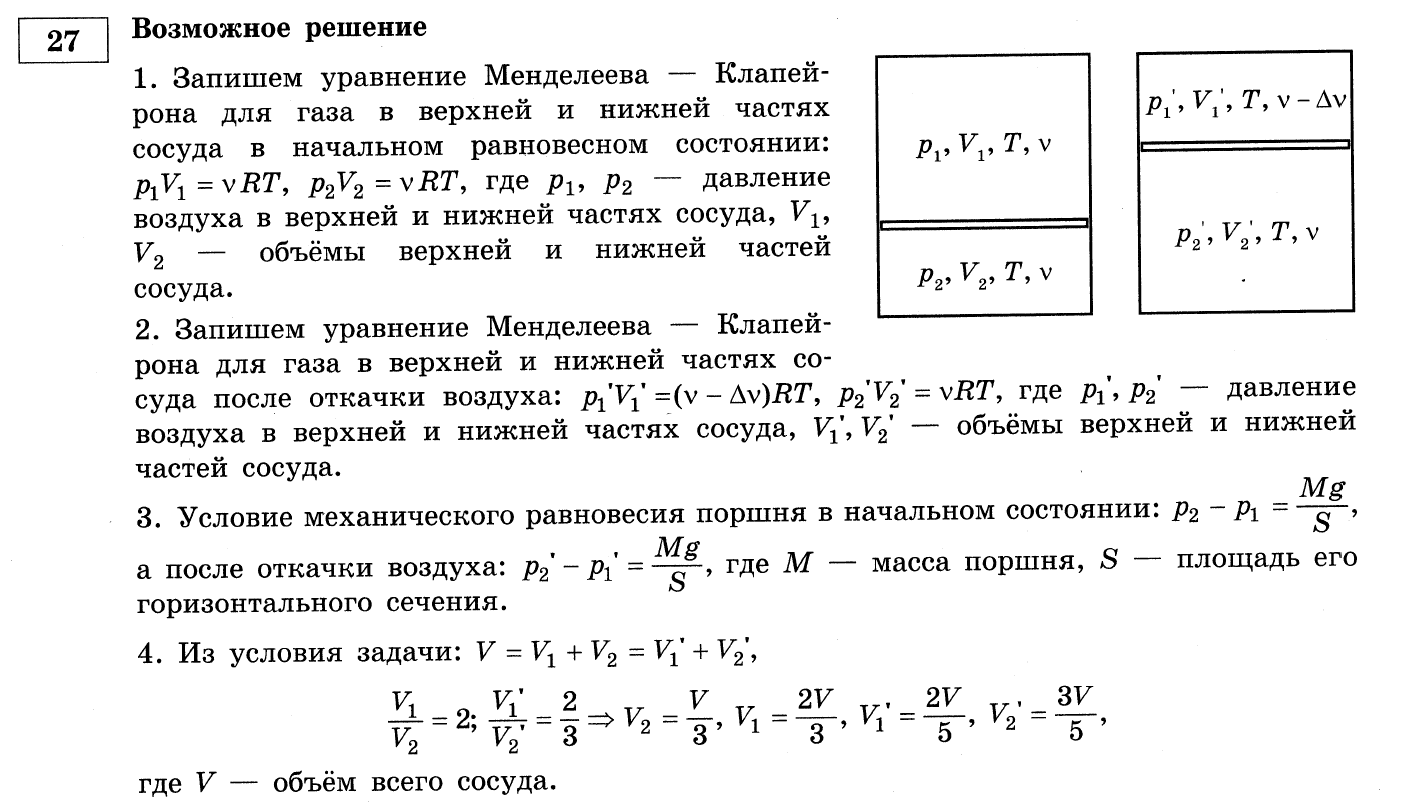 27
Возможное решение
1. Запишем уравнение Менделеева — Клапей-
рона для газа в верхней и нижней частях
сосуда в начальном равновесном состоянии:
p₁V₁ = νRT, p₂V₂ = νRT, где p₁, p₂ — давление
воздуха в верхней и нижней частях сосуда, V₁,
V₂ — объёмы верхней и нижней частей
сосуда.
p₁, V₁, T, ν
p₂, V₂, T, ν
p₁', V₁', T, ν – Δν
p₂', V₂', T, ν
2. Запишем уравнение Менделеева — Клапей-
рона для газа в верхней и нижней частях со-
суда после откачки воздуха: p₁'V₁' =(ν – Δν)RT, p₂'V₂' = νRT, где p₁', p₂' — давление
воздуха в верхней и нижней частях сосуда, V₁', V₂' — объёмы верхней и нижней
частей сосуда.
3. Условие механического равновесия поршня в начальном состоянии: p₂ – p₁ = Mg/S,
а после откачки воздуха: p₂' – p₁' = Mg/S, где M — масса поршня, S — площадь его
горизонтального сечения.
4. Из условия задачи: V = V₁ + V₂ = V₁' + V₂',
V₁/V₂ = 2; V₁'/V₂' = 2/3 ⇒ V₂ = V/3, V₁ = 2V/3, V₁' = 2V/5, V₂' = 3V/5,
где V — объём всего сосуда.